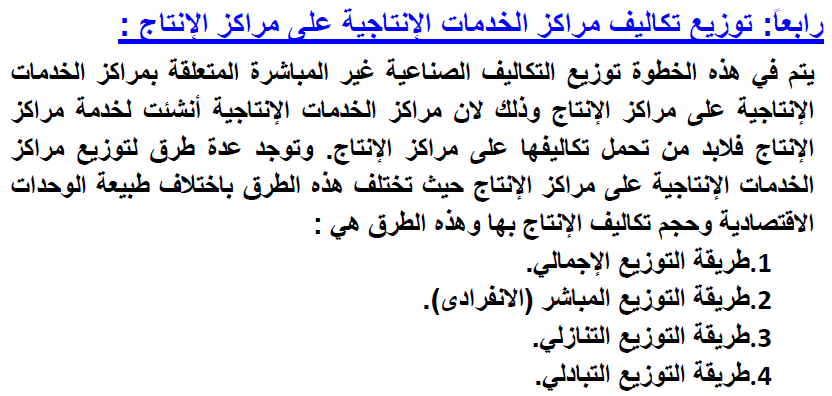 رابعاً: توزيع تكاليف مراكز الخدمات الإنتاجية على مراكز الإنتاج :
يتم في هذه الخطوة توزيع التكاليف الصناعية غير المباشرة المتعلقة بمراكز الخدمات
الإنتاجية على مراكز الإنتاج وذلك لان مراكز الخدمات الإنتاجية أنشئت لخدمة مراكز
الإنتاج فلابد من تحمل تكاليفها على مراكز الإنتاج. وتوجد عدة طرق لتوزيع مراكز
الخدمات الإنتاجية على مراكز الإنتاج حيث تختلف هذه الطرق باختلاف طبيعة الوحدات
الاقتصادية وحجم تكاليف الإنتاج بها وهذه الطرق هي :
1.طريقة التوزيع الإجمالي.
2.طريقة التوزيع المباشر (الانفرادى).
3.طريقة التوزيع التنازلي.
4.طريقة التوزيع التبادلي.